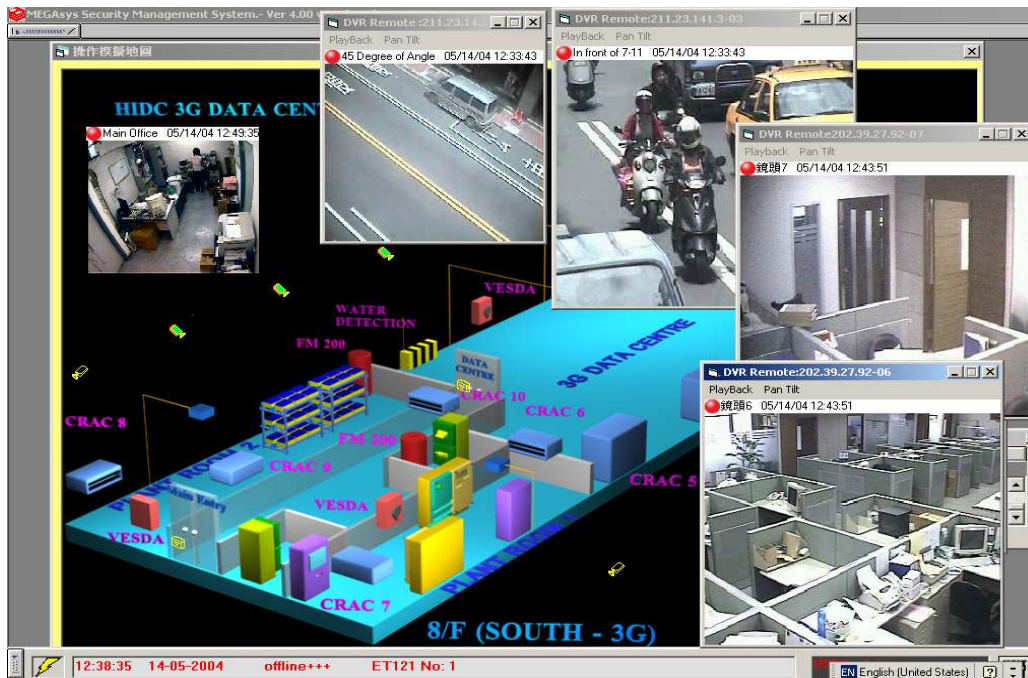 MEGAsys Security Management System.- Ver 4.00
操作模擬地圖
HIDC 3G DATA CEN
Main Office 05/14/04 12:49:35
DVR Remote:211.23.14...
PlayBack Pan Tilt
45 Degree of Angle 05/14/04 12:33:43
DVR Remote:211.23.141.3-03
PlayBack Pan Tilt
In front of 7-11 05/14/04 12:33:43
DVR Remote202.39.27.92-07
Playback Pan Tilt
鏡頭7 05/14/04 12:43:51
DVR Remote:202.39.27.92-06
PlayBack Pan Tilt
鏡頭6 05/14/04 12:43:51
VESDA
WATER
DETECTION
FM 200
DATA
CENTRE
3G DATA CENTRE
CRAC 10
CRAC 6
CRAC 8
FM 200
CRAC 9
CRAC 5
Main Entry
VESDA
VESDA
PLANT ROOM 1
CRAC 7
8/F (SOUTH - 3G)
12:38:35 14-05-2004 offline+++ ET121 No: 1
EN English (United States)